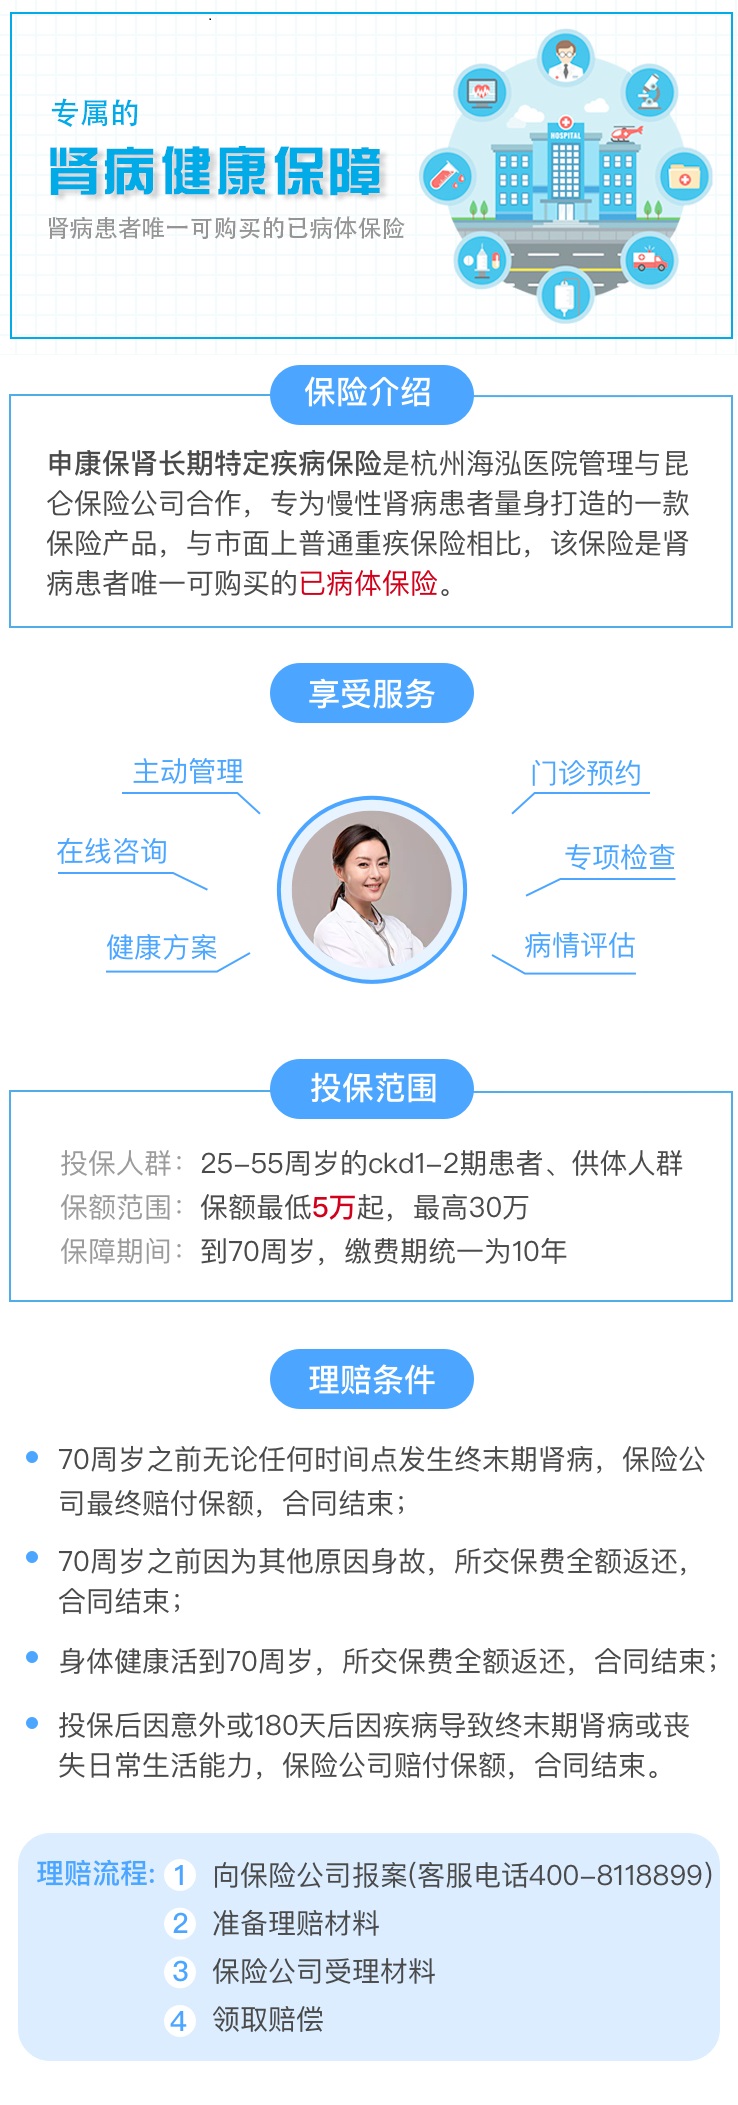 专属的
肾病健康保障
肾病患者唯一可购买的已病体保险
HOSPITAL
保险介绍
申康保肾长期特定疾病保险是杭州海泓医院管理与昆
仑保险公司合作，专为慢性肾病患者量身打造的一款
保险产品，与市面上普通重疾保险相比，该保险是肾
病患者唯一可购买的已病体保险。
享受服务
主动管理
门诊预约
在线咨询
专项检查
健康方案
病情评估
投保范围
投保人群：25-55周岁的ckd1-2期患者、供体人群
保额范围：保额最低5万起，最高30万
保障期间：到70周岁，缴费期统一为10年
理赔条件
70周岁之前无论任何时间点发生终末期肾病，保险公
司最终赔付保额，合同结束；
70周岁之前因为其他原因身故，所交保费全额返还，
合同结束；
身体健康活到70周岁，所交保费全额返还，合同结束；
投保后因意外或180天后因疾病导致终末期肾病或丧
失日常生活能力，保险公司赔付保额，合同结束。
理赔流程: 1 向保险公司报案(客服电话400-8118899)
2 准备理赔材料
3 保险公司受理材料
4 领取赔偿